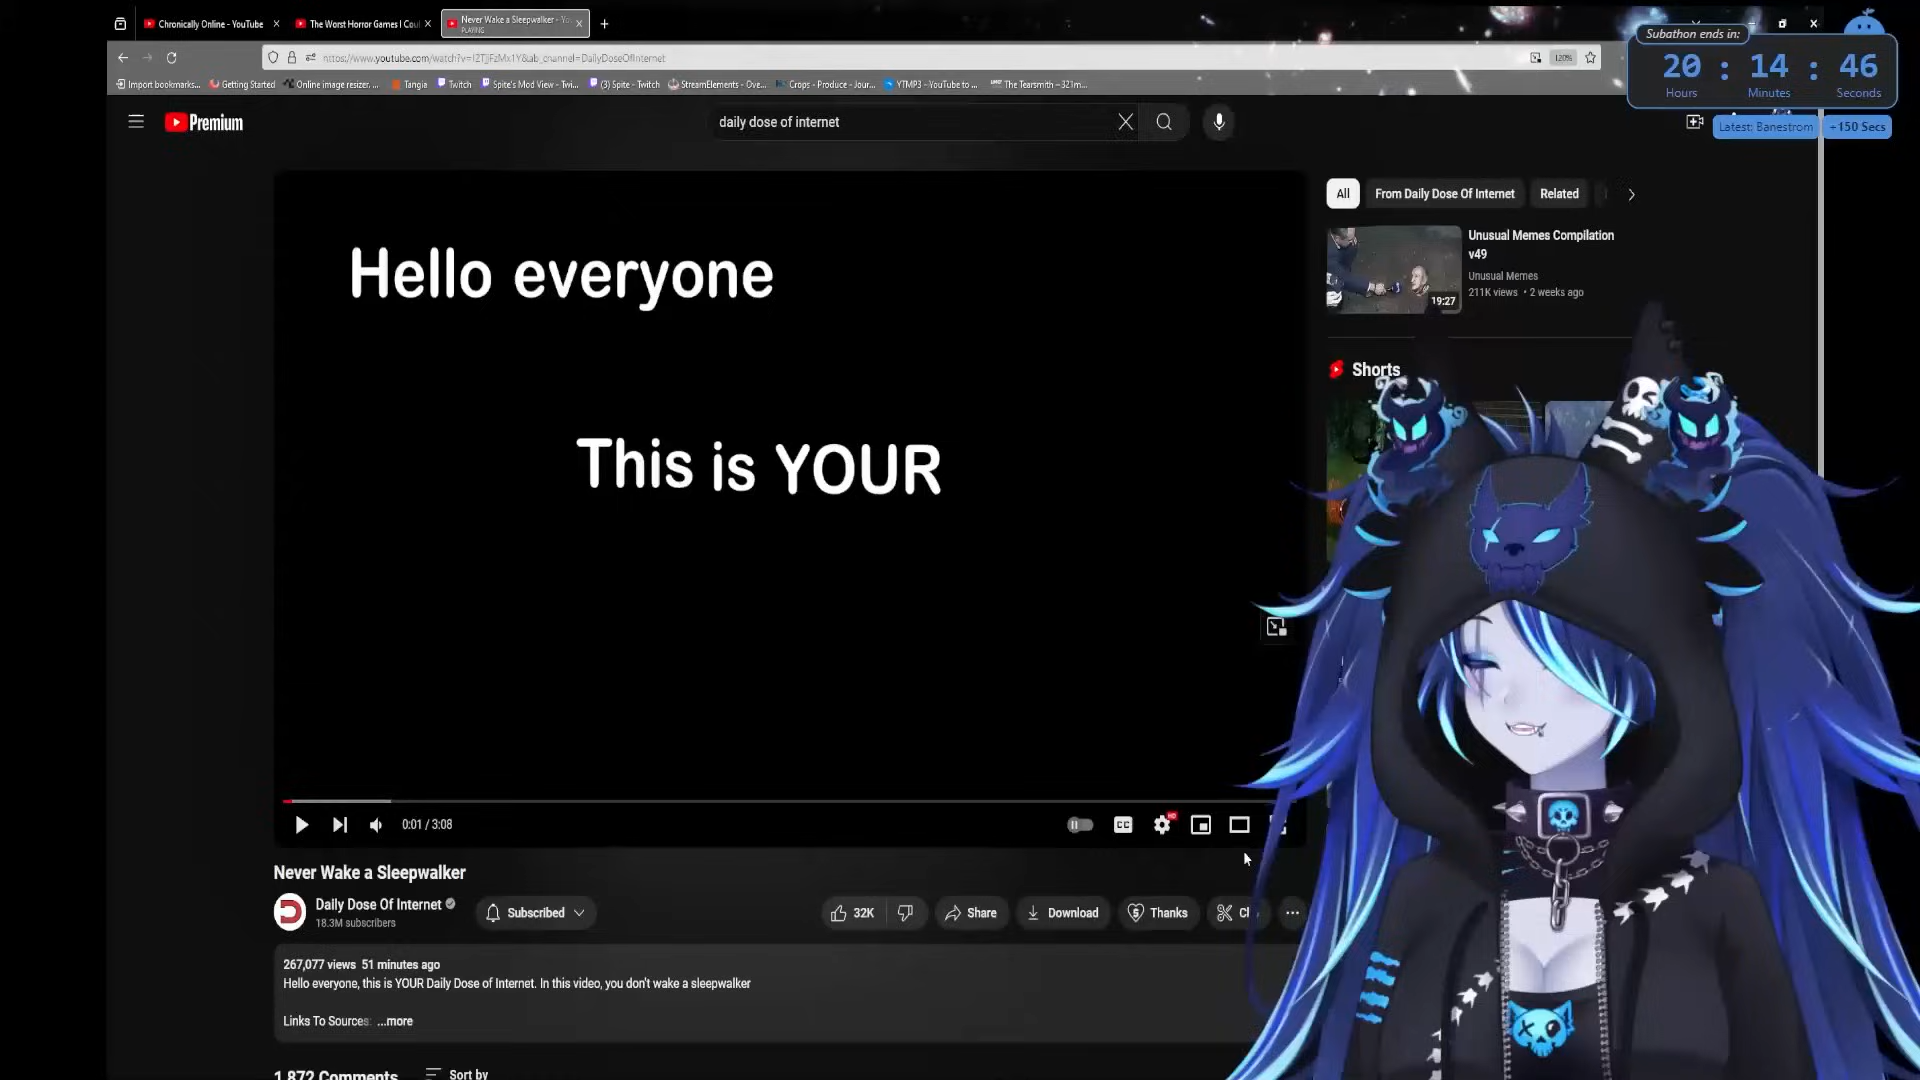 Chronically Online - YouTube
The Worst Horror Games I Coul
Never Wake a Sleepwalker - Yo
PLAYING
Subathon ends in:
20 : 14 : 46
Hours Minutes Seconds
Latest: Banestrom +150 Secs
120%
Import bookmarks...
Getting Started
Online image resizer. ...
Tangia
Twitch
Spite's Mod View - Twi...
(3) Spite - Twitch
StreamElements - Ove...
Crops - Produce - Jour...
YTMP3 - YouTube to ...
The Tearsmith – 321m...
Premium
daily dose of internet
Hello everyone
This is YOUR
All
From Daily Dose Of Internet
Related
Unusual Memes Compilation
v49
Unusual Memes
211K views • 2 weeks ago
19:27
Shorts
0:01 / 3:08
CC
HD
Never Wake a Sleepwalker
Daily Dose Of Internet
18.3M subscribers
Subscribed
32K
Share
Download
Thanks
267,077 views 51 minutes ago
Hello everyone, this is YOUR Daily Dose of Internet. In this video, you don't wake a sleepwalker
Links To Sources: ...more
1,872 Comments
Sort by